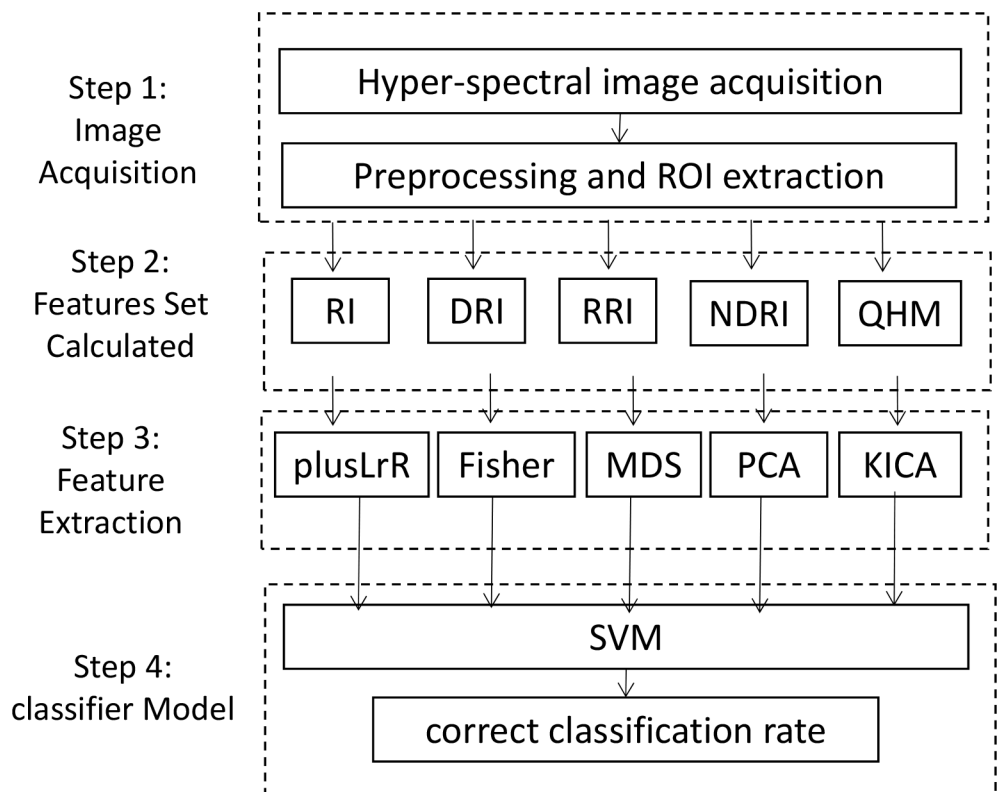 Step 1:
Image
Acquisition
Hyper-spectral image acquisition
Preprocessing and ROI extraction
Step 2:
Features Set
Calculated
RI
DRI
RRI
NDRI
QHM
Step 3:
Feature
Extraction
plusLrR
Fisher
MDS
PCA
KICA
Step 4:
classifier Model
SVM
correct classification rate